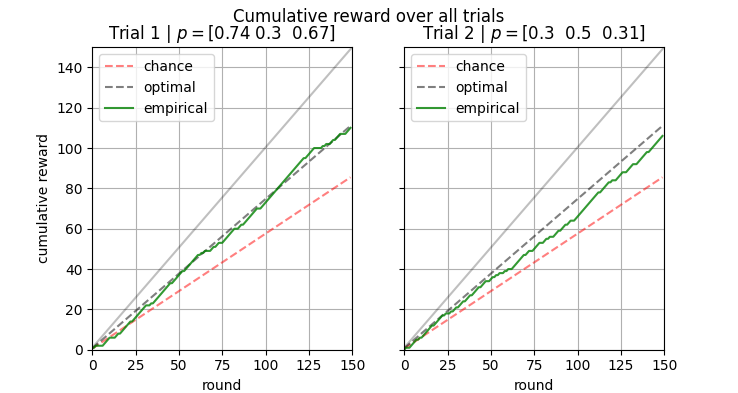 Cumulative reward over all trials
Trial 1 | p = [0.74 0.3  0.67]
Trial 2 | p = [0.3  0.5  0.31]
cumulative reward
140
120
100
80
60
40
20
0
chance
optimal
empirical
chance
optimal
empirical
0 25 50 75 100 125 150
0 25 50 75 100 125 150
round
round